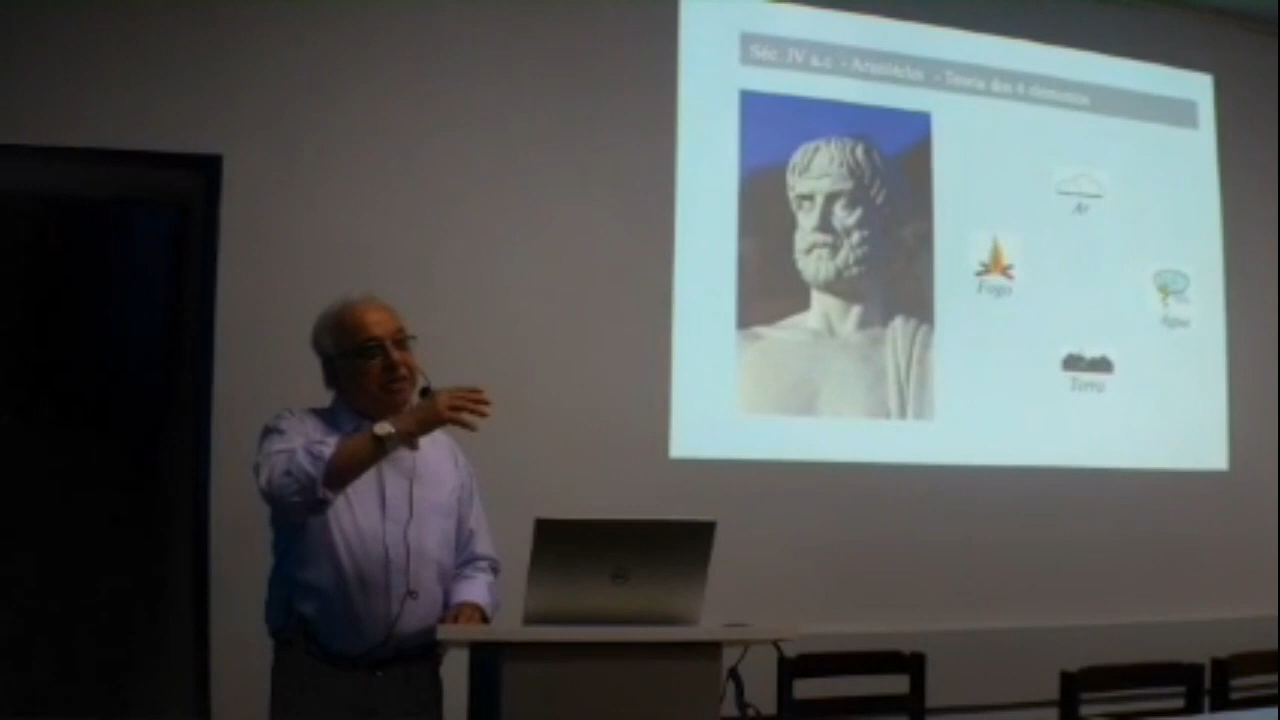 Séc. IV a.c - Aristóteles - Teoria dos 4 elementos
Ar
Fogo
Água
Terra